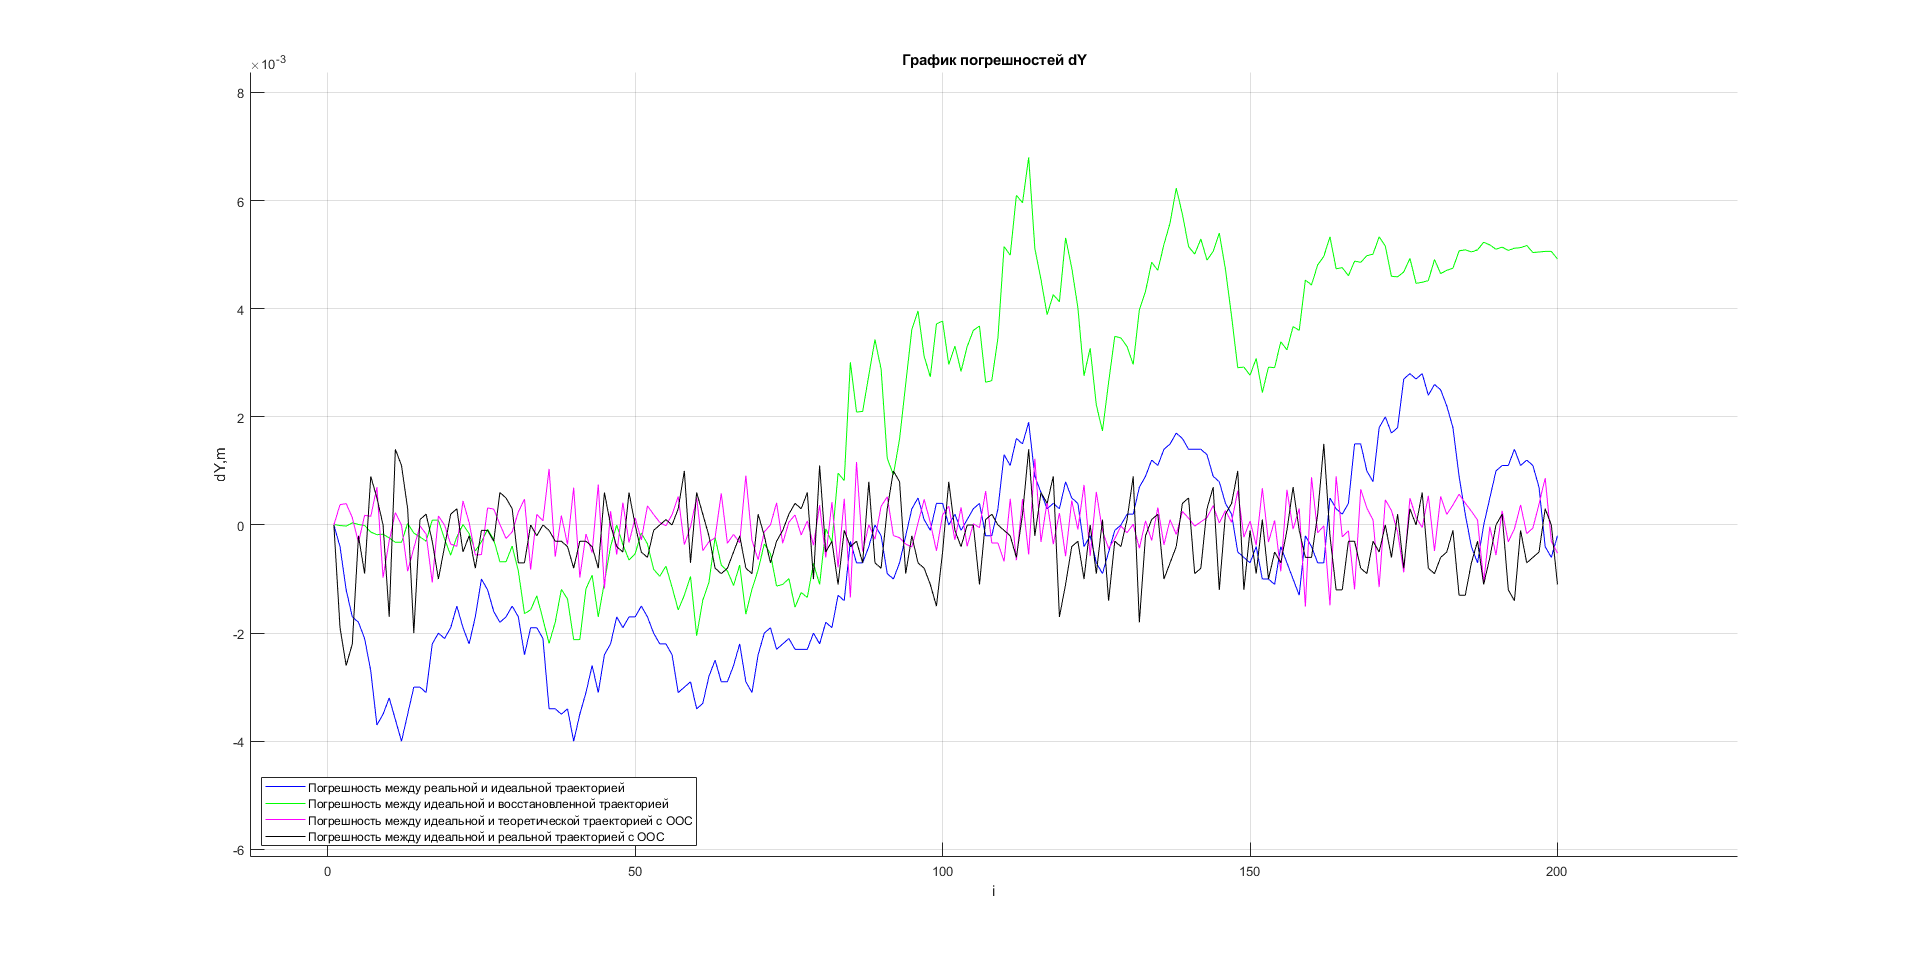 График погрешностей dY
×10-3
8
6
4
2
0
-2
-4
-6
dY,m
0
50
100
150
200
i
Погрешность между реальной и идеальной траекторией
Погрешность между идеальной и восстановленной траекторией
Погрешность между идеальной и теоретической траекторией с ООС
Погрешность между идеальной и реальной траекторией с ООС